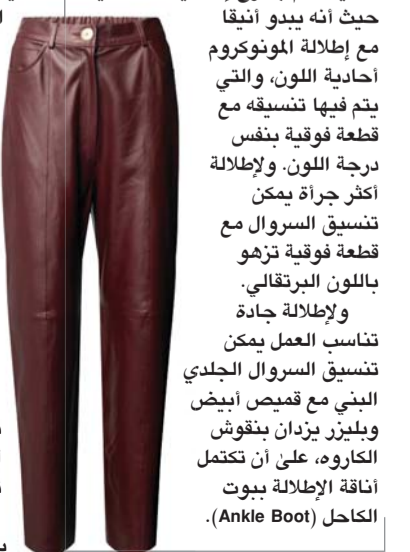 حيث أنه يبدو أنيقا
مع إطلالة المونوكروم
أحادية اللون، والتي
يتم فيها تنسيقه مع
قطعة فوقية بنفس
درجة اللون. ولإطلالة
أكثر جرأة يمكن
تنسيق السروال مع
قطعة فوقية تزهو
باللون البرتقالي.
ولإطلالة جادة
تناسب العمل يمكن
تنسيق السروال الجلدي
البني مع قميص أبيض
وبليزر يزدان بنقوش
الكاروه، على أن تكتمل
أناقة الإطلالة ببوت
الكاحل (Ankle Boot).